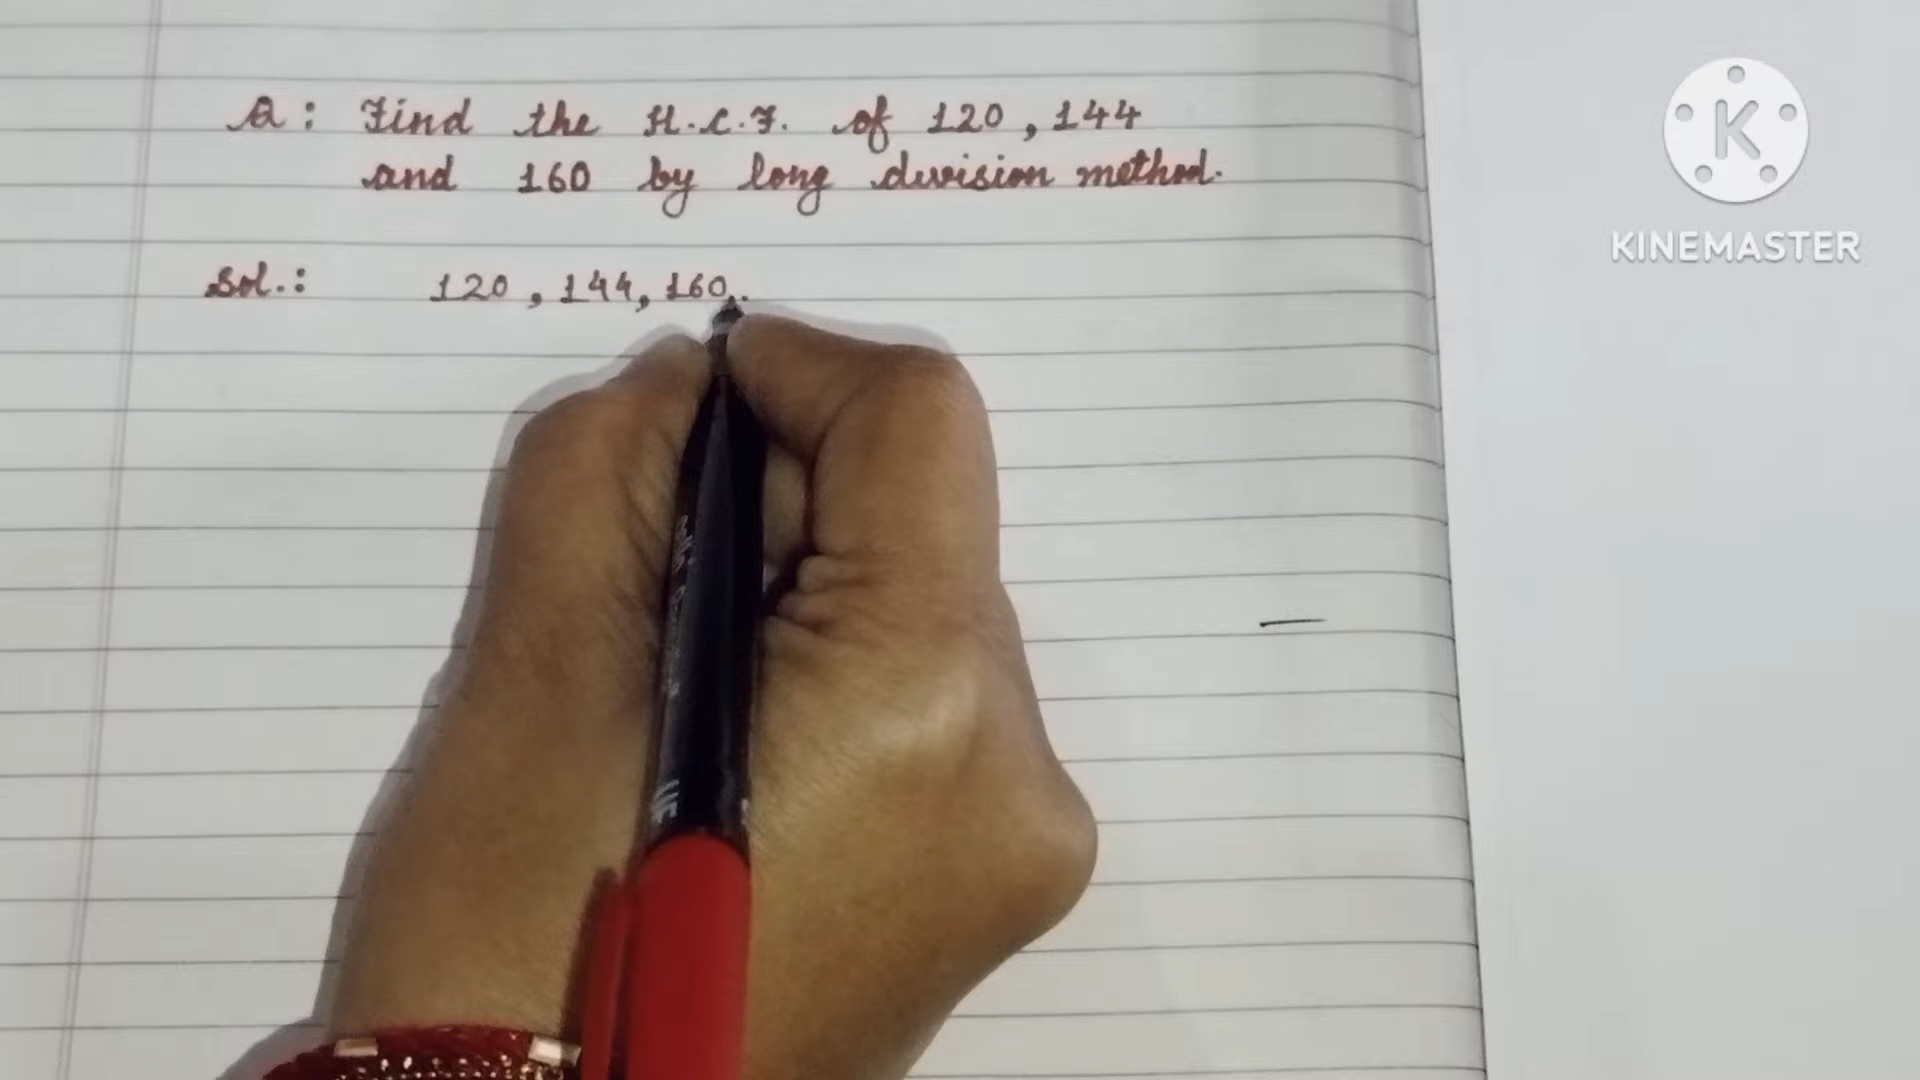 Q: Find the H.C.F. of 120, 144
and 160 by long division method.
Sol.: 120, 144, 160.
K
KINEMASTER